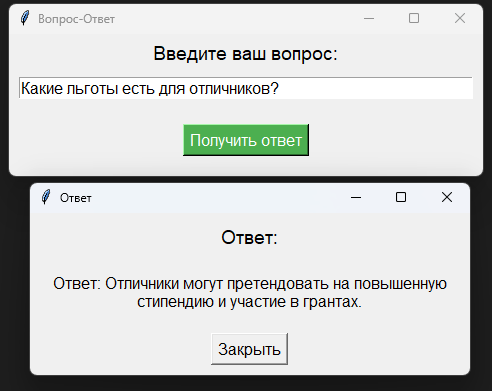 Вопрос-Ответ
Введите ваш вопрос:
Какие льготы есть для отличников?
Получить ответ
Ответ
Ответ:
Ответ: Отличники могут претендовать на повышенную
стипендию и участие в грантах.
Закрыть